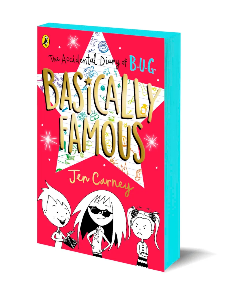 The Accidental Diary of B.U.G.
BASICALLY
FAMOUS
Jen Carney